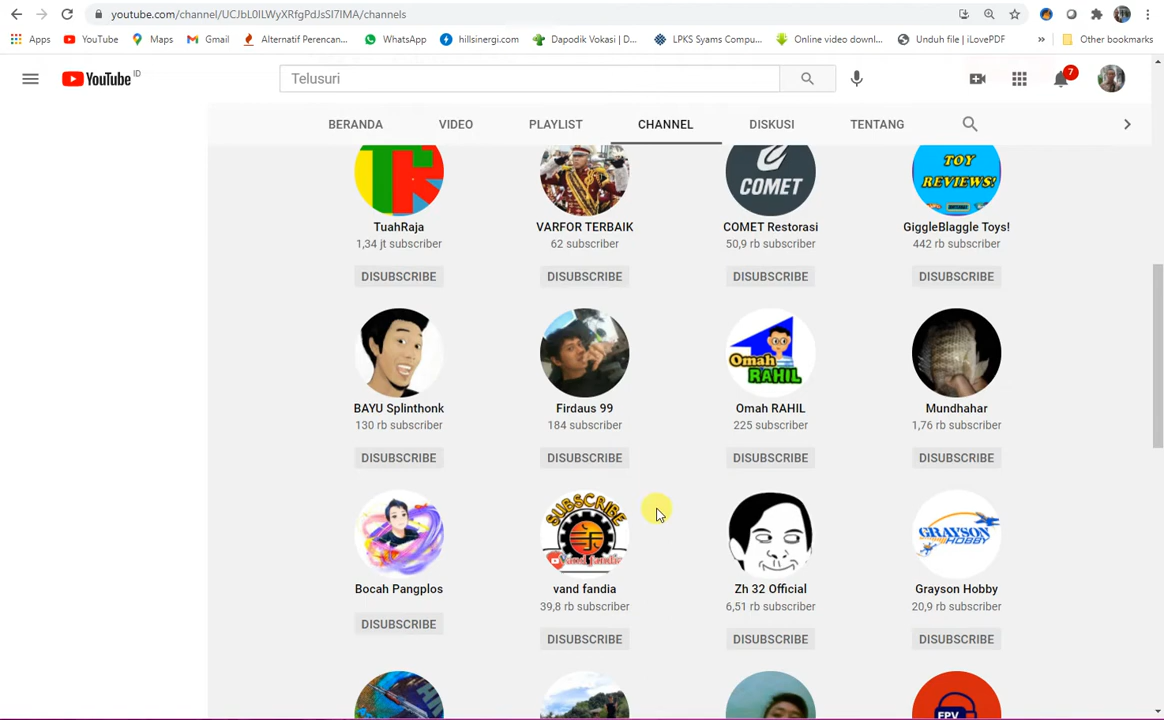 youtube.com/channel/UCJbL0ILWyXRfgPdJsSI7IMA/channels
Apps YouTube Maps Gmail Alternatif Perencan... WhatsApp hillsinergi.com Dapodik Vokasi | D... LPKS Syams Compu... Online video downl... Unduh file | iLovePDF » Other bookmarks
YouTube ID Telusuri 7
BERANDA VIDEO PLAYLIST CHANNEL DISKUSI TENTANG
COMET TOY REVIEWS!
TuahRaja VARFOR TERBAIK COMET Restorasi GiggleBlaggle Toys!
1,34 jt subscriber 62 subscriber 50,9 rb subscriber 442 rb subscriber
DISUBSCRIBE DISUBSCRIBE DISUBSCRIBE DISUBSCRIBE
Omah RAHIL
BAYU Splinthonk Firdaus 99 Omah RAHIL Mundhahar
130 rb subscriber 184 subscriber 225 subscriber 1,76 rb subscriber
DISUBSCRIBE DISUBSCRIBE DISUBSCRIBE DISUBSCRIBE
SUBSCRIBE vand fandia GRAYSON HOBBY
Bocah Pangplos vand fandia Zh 32 Official Grayson Hobby
39,8 rb subscriber 6,51 rb subscriber 20,9 rb subscriber
DISUBSCRIBE DISUBSCRIBE DISUBSCRIBE DISUBSCRIBE
FPV